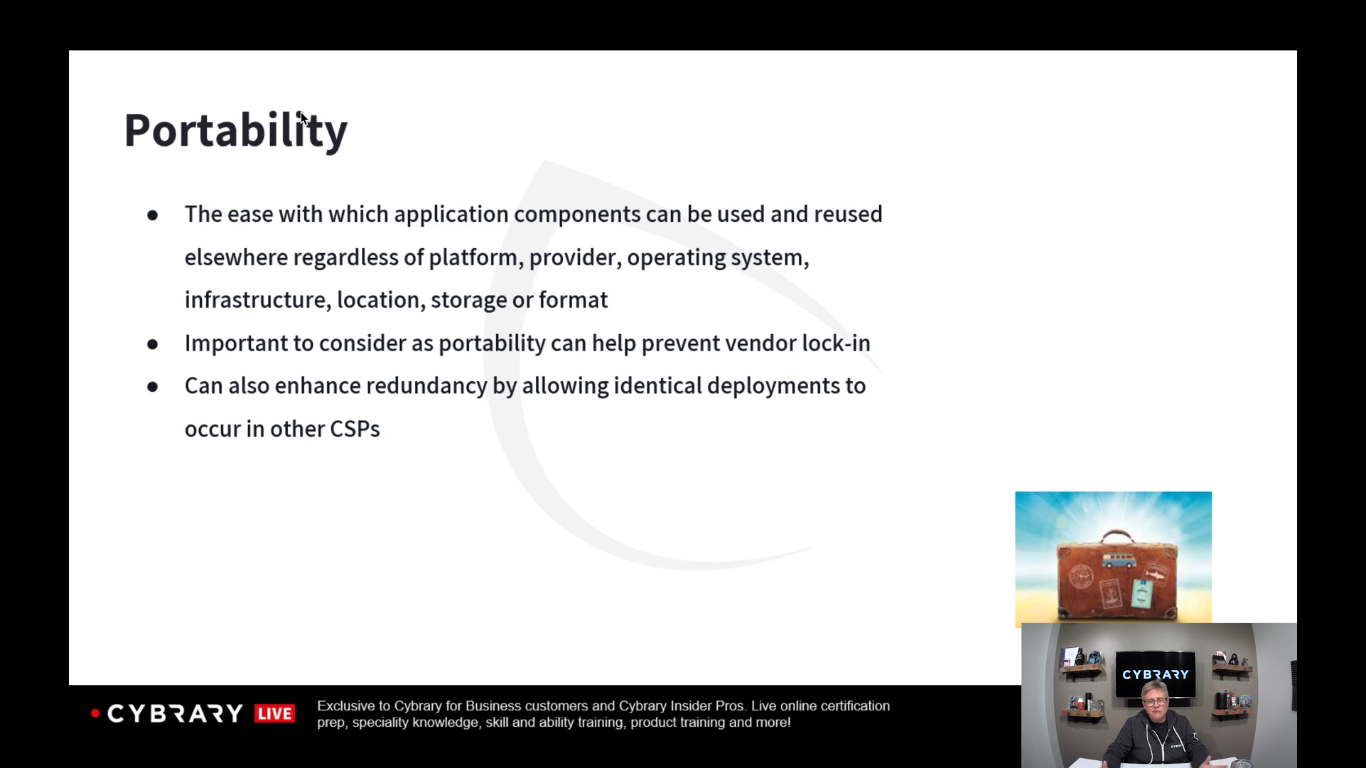 Portability
● The ease with which application components can be used and reused
elsewhere regardless of platform, provider, operating system,
infrastructure, location, storage or format
● Important to consider as portability can help prevent vendor lock-in
● Can also enhance redundancy by allowing identical deployments to
occur in other CSPs
CYBRARY
CYBRARY LIVE
Exclusive to Cybrary for Business customers and Cybrary Insider Pros. Live online certification
prep, speciality knowledge, skill and ability training, product training and more!